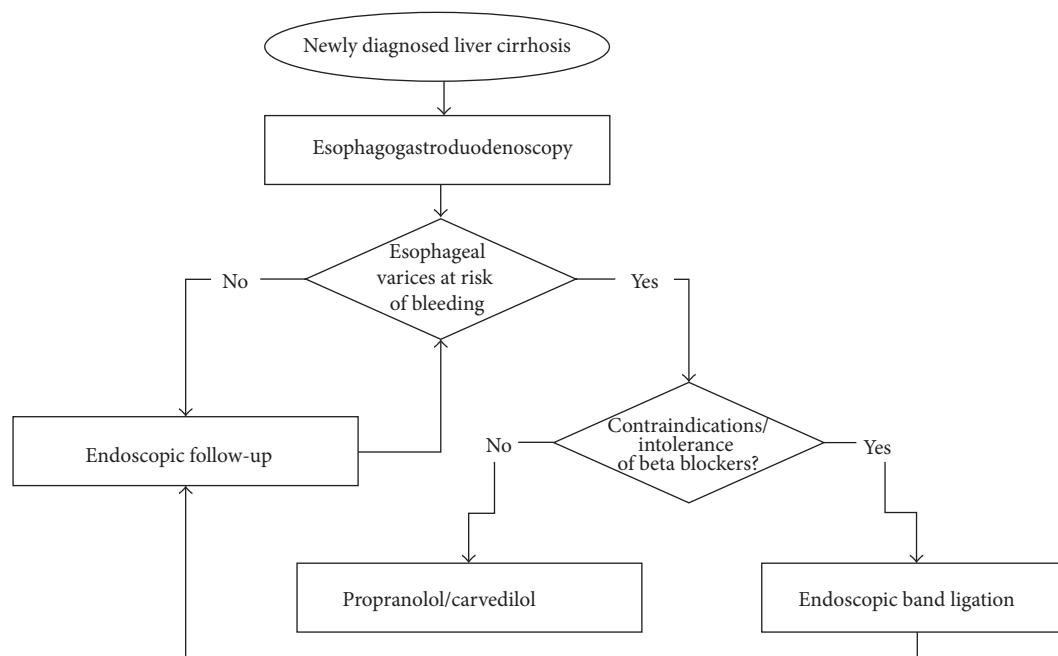 Newly diagnosed liver cirrhosis
Esophagogastroduodenoscopy
Esophageal
varices at risk
of bleeding
No
Yes
Endoscopic follow-up
Contraindications/
intolerance
of beta blockers?
No
Yes
Propranolol/carvedilol
Endoscopic band ligation